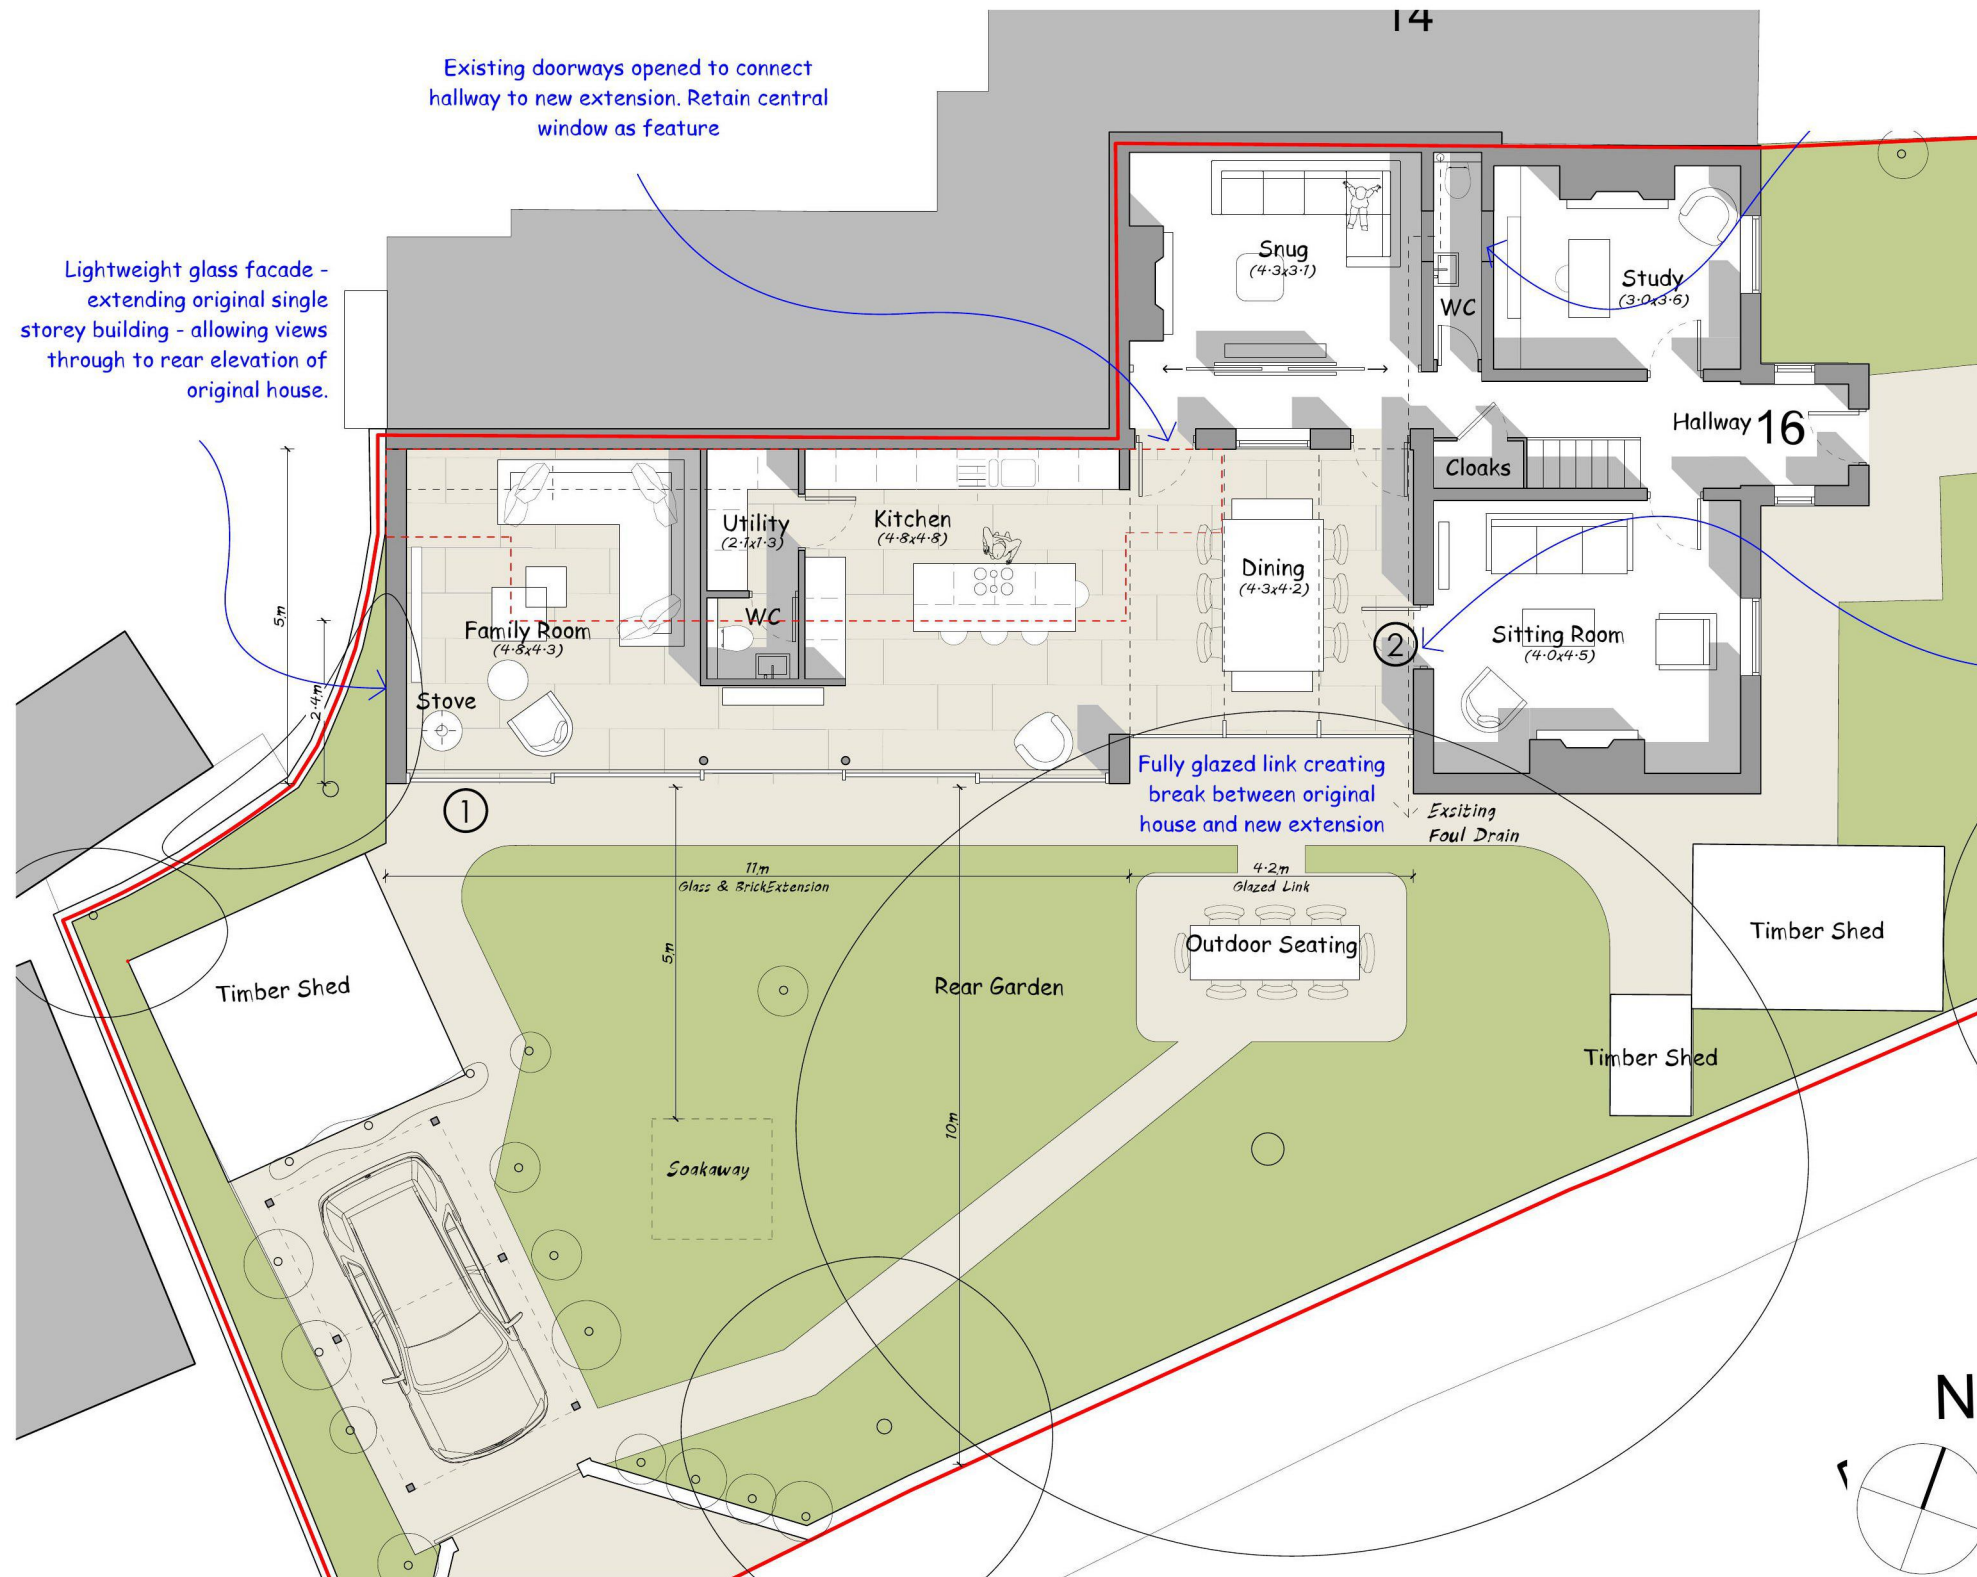 14
Existing doorways opened to connect
hallway to new extension. Retain central
window as feature
Lightweight glass facade -
extending original single
storey building - allowing views
through to rear elevation of
original house.
Snug
(4·3x3·1)
WC
Study
(3·0x3·6)
Hallway 16
Cloaks
Utility
(2·1x1·3)
Kitchen
(4·8x4·8)
Dining
(4·3x4·2)
WC
Family Room
(4·8x4·3)
Sitting Room
(4·0x4·5)
2
Stove
5m
2·4m
1
Fully glazed link creating
break between original
house and new extension
Exsiting
Foul Drain
11m
Glass & BrickExtension
4·2m
Glazed Link
5m
10m
Outdoor Seating
Rear Garden
Timber Shed
Timber Shed
Timber Shed
Soakaway
N